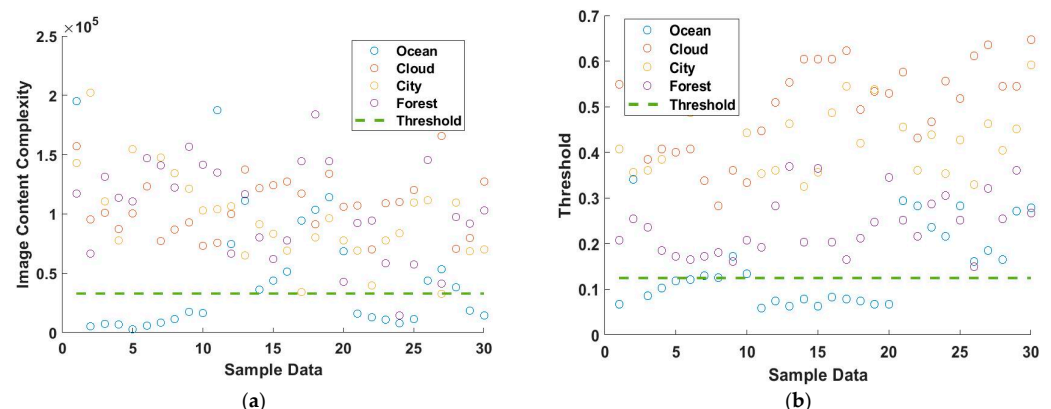 ×10⁵
2.5
2
1.5
1
0.5
0
Image Content Complexity
Ocean
Cloud
City
Forest
Threshold
0 5 10 15 20 25 30
Sample Data
(a)
0.7
0.6
0.5
0.4
0.3
0.2
0.1
0
Threshold
Ocean
Cloud
City
Forest
Threshold
0 5 10 15 20 25 30
Sample Data
(b)